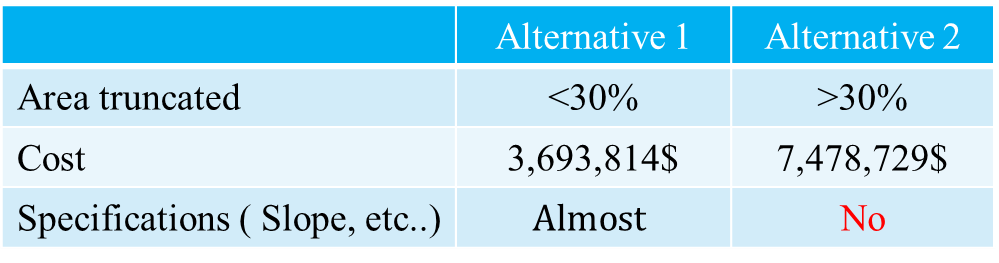 Alternative 1 Alternative 2
Area truncated <30% >30%
Cost 3,693,814$ 7,478,729$
Specifications ( Slope, etc..) Almost No